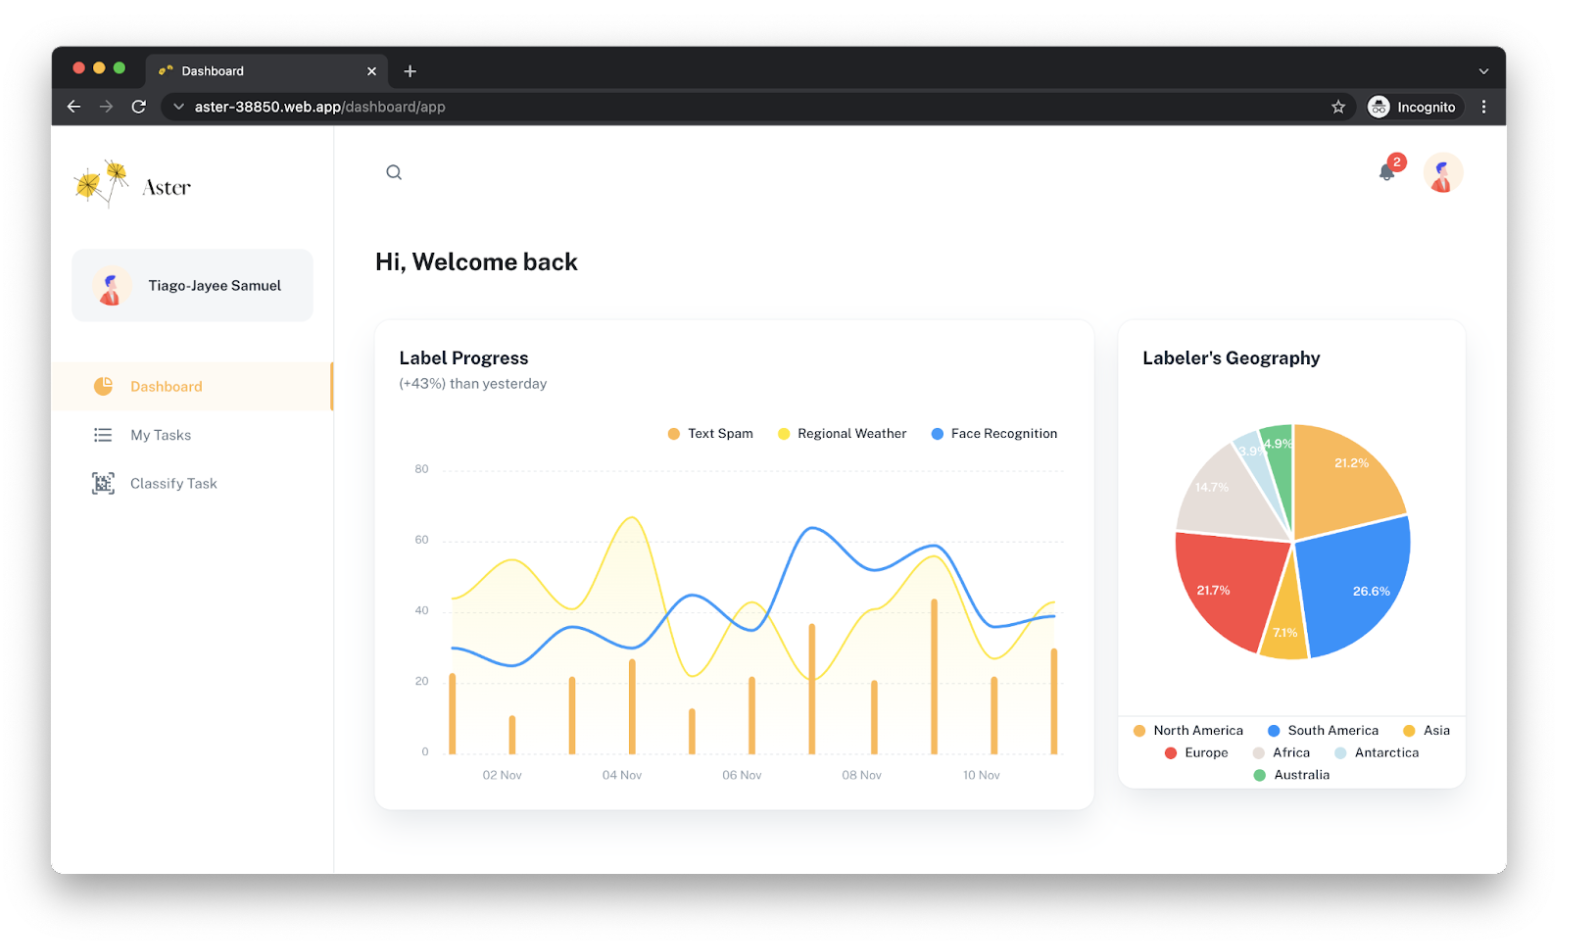 Dashboard
aster-38850.web.app/dashboard/app
Incognito
Aster
2
Tiago-Jayee Samuel
Dashboard
My Tasks
Classify Task
Hi, Welcome back
Label Progress
(+43%) than yesterday
Text Spam Regional Weather Face Recognition
80
60
40
20
0
02 Nov 04 Nov 06 Nov 08 Nov 10 Nov
Labeler's Geography
4.9%
3.9%
21.2%
14.7%
21.7%
26.6%
7.1%
North America South America Asia
Europe Africa Antarctica
Australia